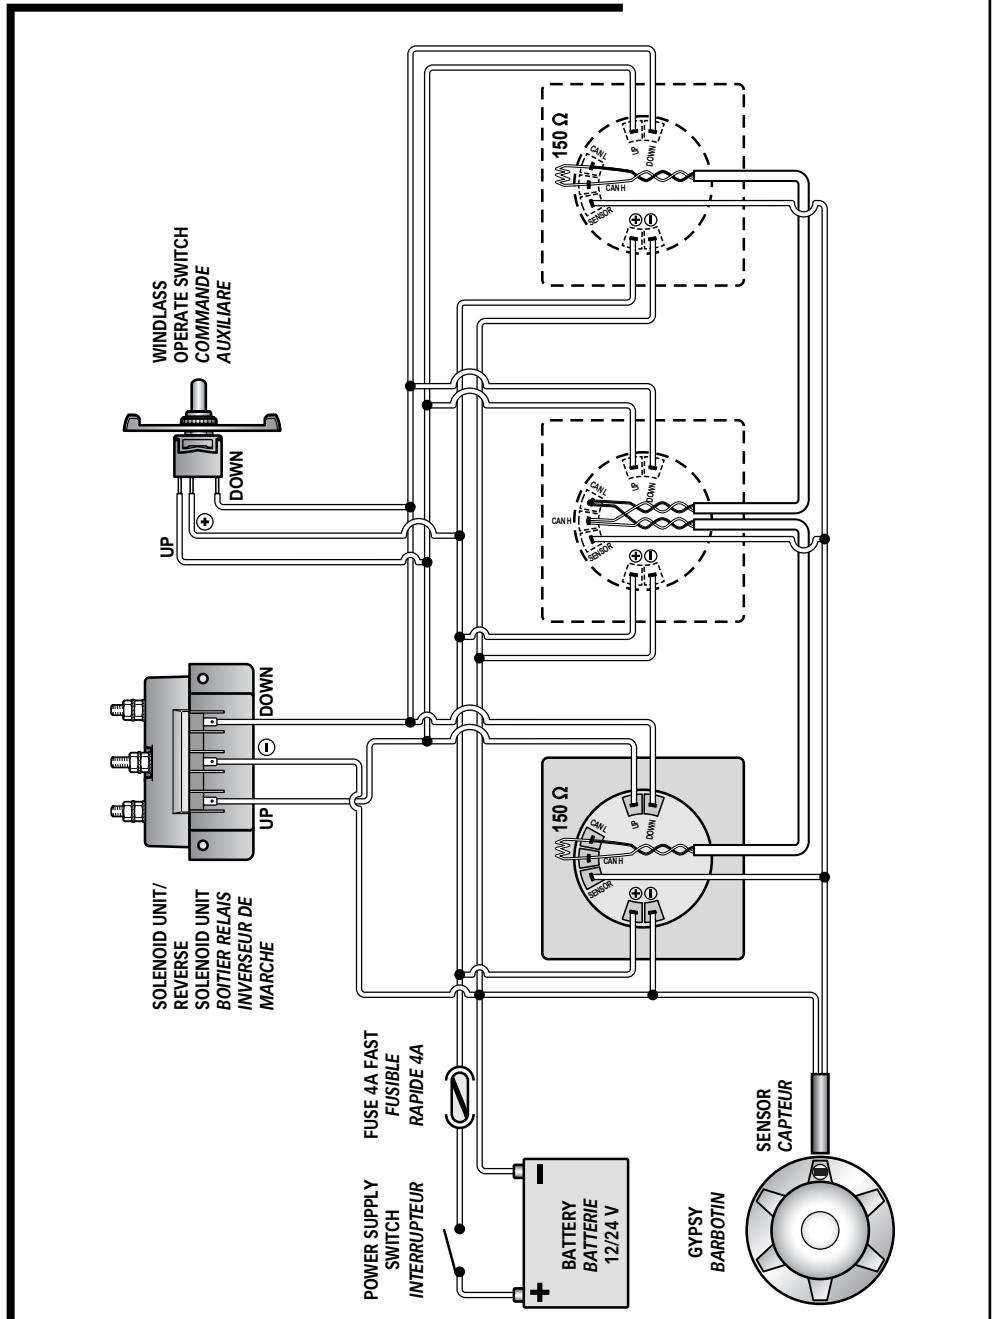 WINDLASS
OPERATE SWITCH
COMMANDE
AUXILIARE
UP
+
DOWN
SOLENOID UNIT/
REVERSE
SOLENOID UNIT
BOITIER RELAIS
INVERSEUR DE
MARCHE
UP
−
DOWN
FUSE 4A FAST
FUSIBLE
RAPIDE 4A
POWER SUPPLY
SWITCH
INTERRUPTEUR
+
−
BATTERY
BATTERIE
12/24 V
SENSOR
CAPTEUR
GYPSY
BARBOTIN
150 Ω
CAN L
CAN H
SENSOR
UP
DOWN
+
−
CAN L
CAN H
SENSOR
UP
DOWN
+
−
150 Ω
CAN L
CAN H
SENSOR
UP
DOWN
+
−